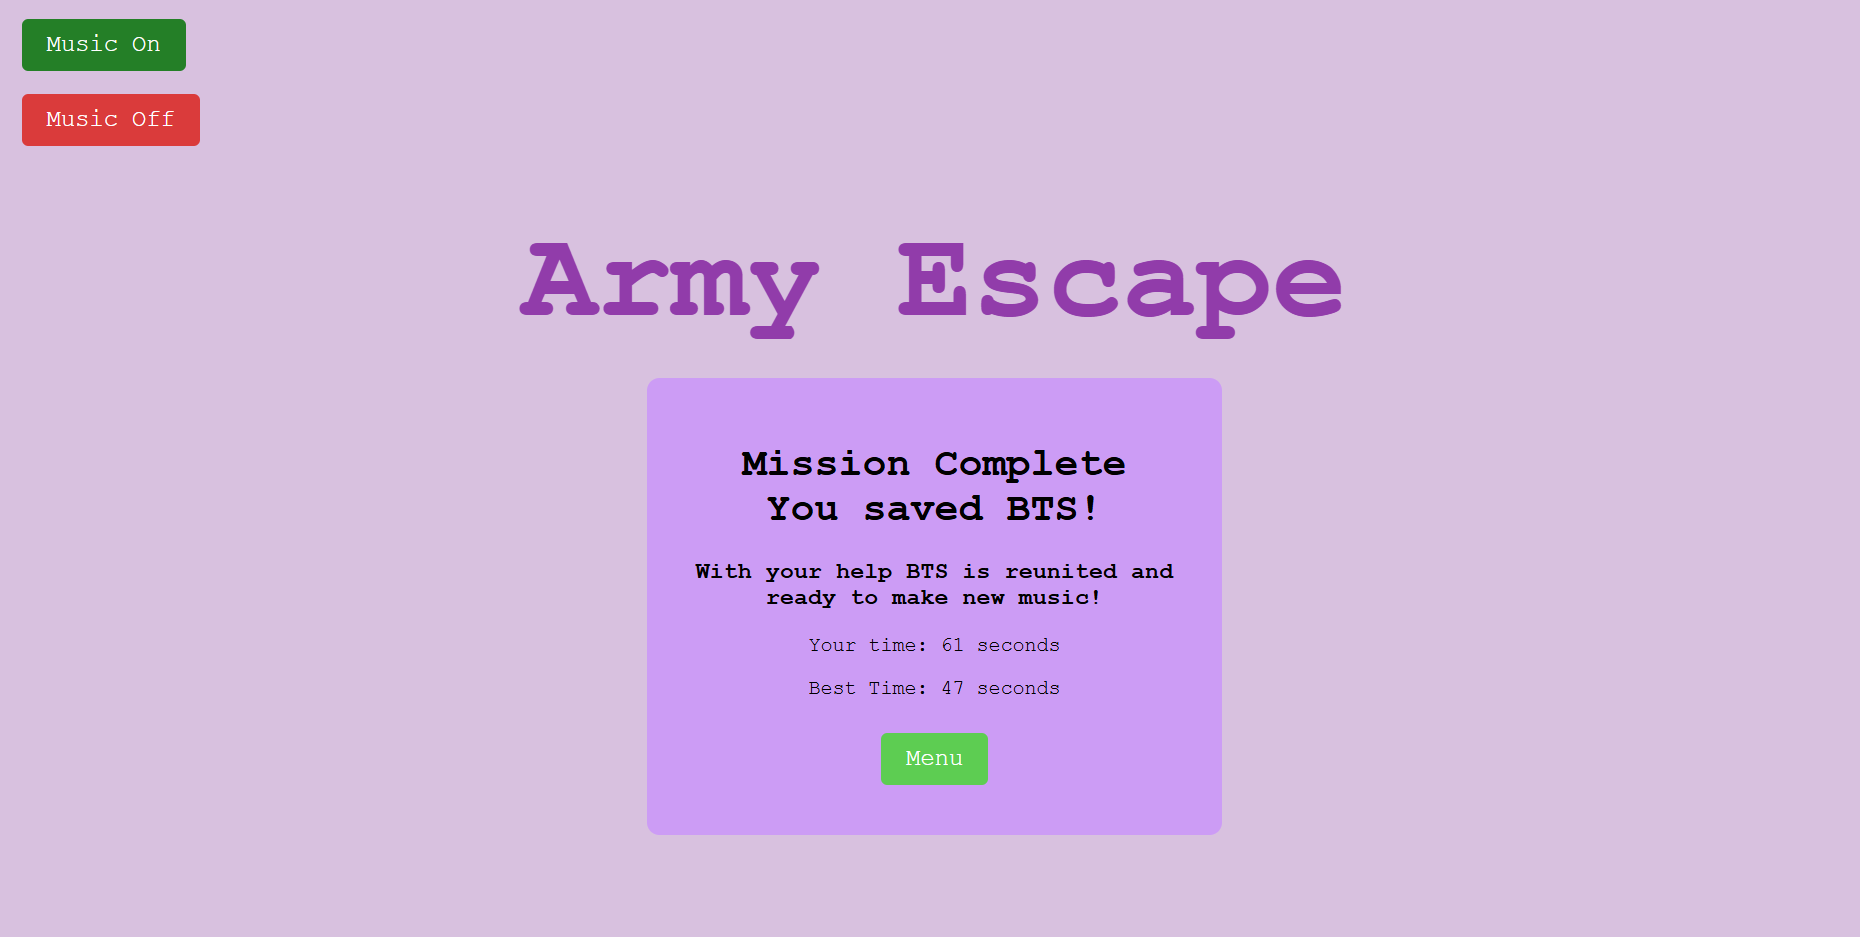 Music On
Music Off
Army Escape
Mission Complete
You saved BTS!
With your help BTS is reunited and
ready to make new music!
Your time: 61 seconds
Best Time: 47 seconds
Menu